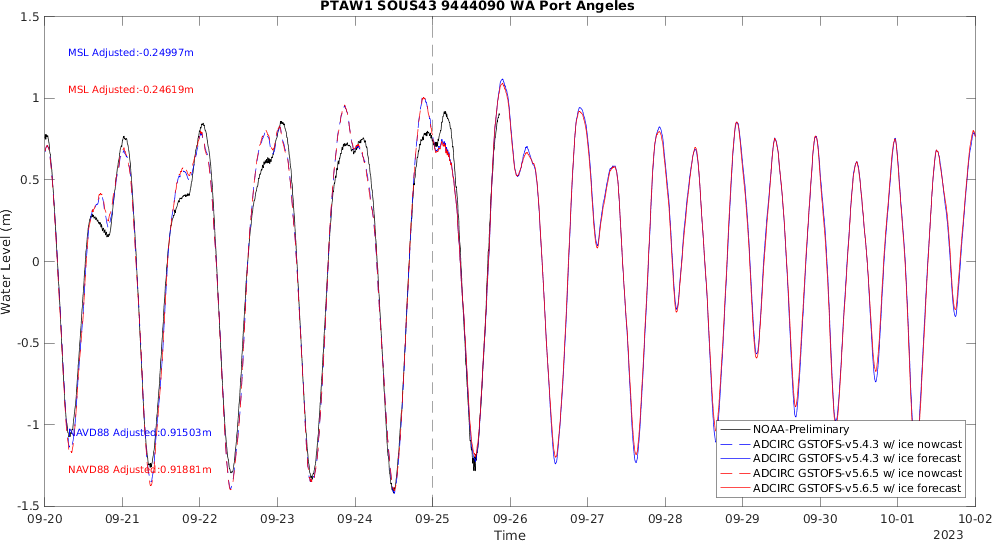 PTAW1 SOUS43 9444090 WA Port Angeles
1.5
MSL Adjusted:-0.24997m
MSL Adjusted:-0.24619m
1
0.5
0
-0.5
-1
-1.5
Water Level (m)
NAVD88 Adjusted:0.91503m
NAVD88 Adjusted:0.91881m
NOAA-Preliminary
ADCIRC GSTOFS-v5.4.3 w/ ice nowcast
ADCIRC GSTOFS-v5.4.3 w/ ice forecast
ADCIRC GSTOFS-v5.6.5 w/ ice nowcast
ADCIRC GSTOFS-v5.6.5 w/ ice forecast
09-20 09-21 09-22 09-23 09-24 09-25 09-26 09-27 09-28 09-29 09-30 10-01 10-02
Time
2023